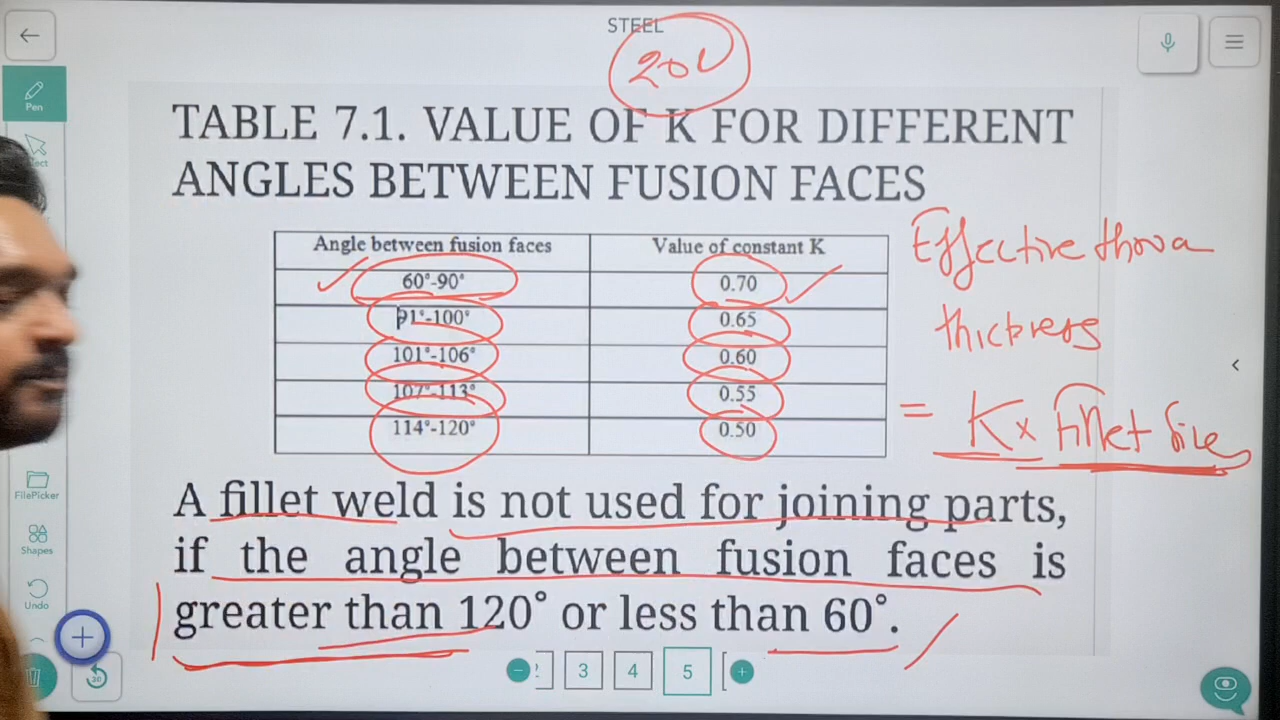 STEEL
20
Pen
TABLE 7.1. VALUE OF K FOR DIFFERENT
ANGLES BETWEEN FUSION FACES
Angle between fusion faces Value of constant K
60°-90° 0.70
91°-100° 0.65
101°-106° 0.60
107°-113° 0.55
114°-120° 0.50
Effective
thickness
= K x Fillet Size
A fillet weld is not used for joining parts,
if the angle between fusion faces is
greater than 120° or less than 60°.
FilePicker
Shapes
Undo
3 4 5
30